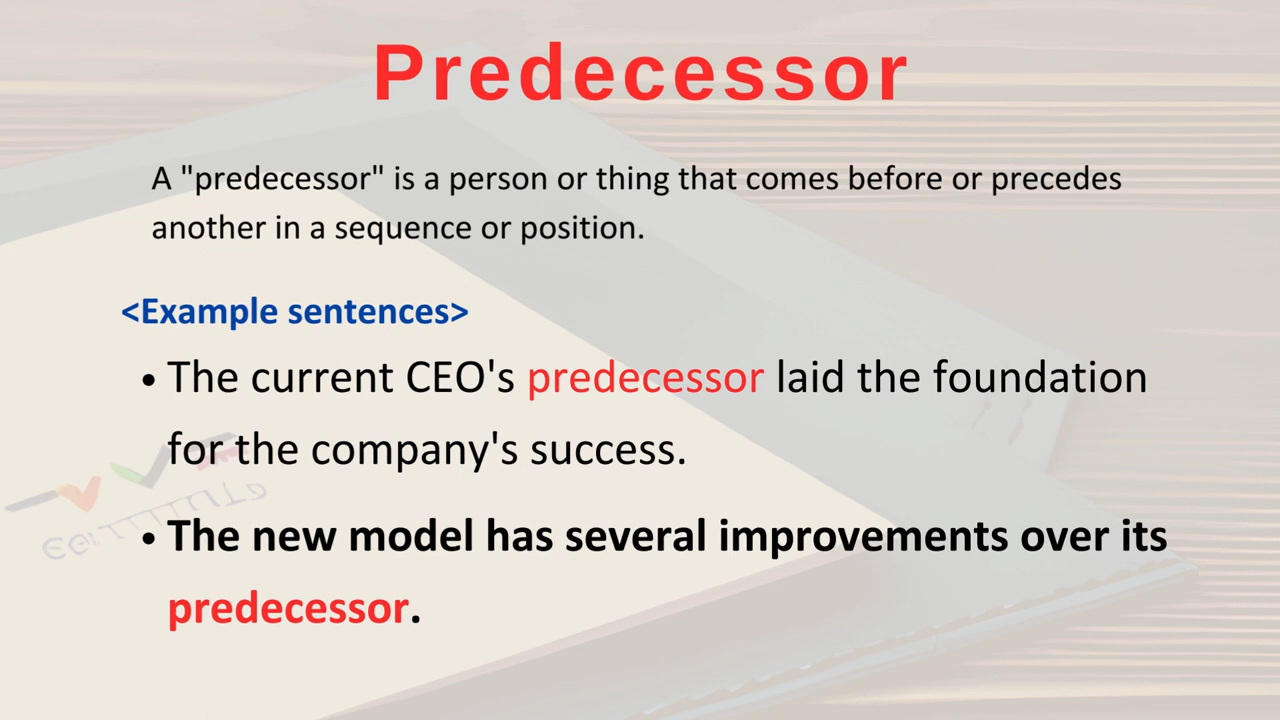 Predecessor
A "predecessor" is a person or thing that comes before or precedes
another in a sequence or position.
<Example sentences>
• The current CEO's predecessor laid the foundation
for the company's success.
• The new model has several improvements over its
predecessor.